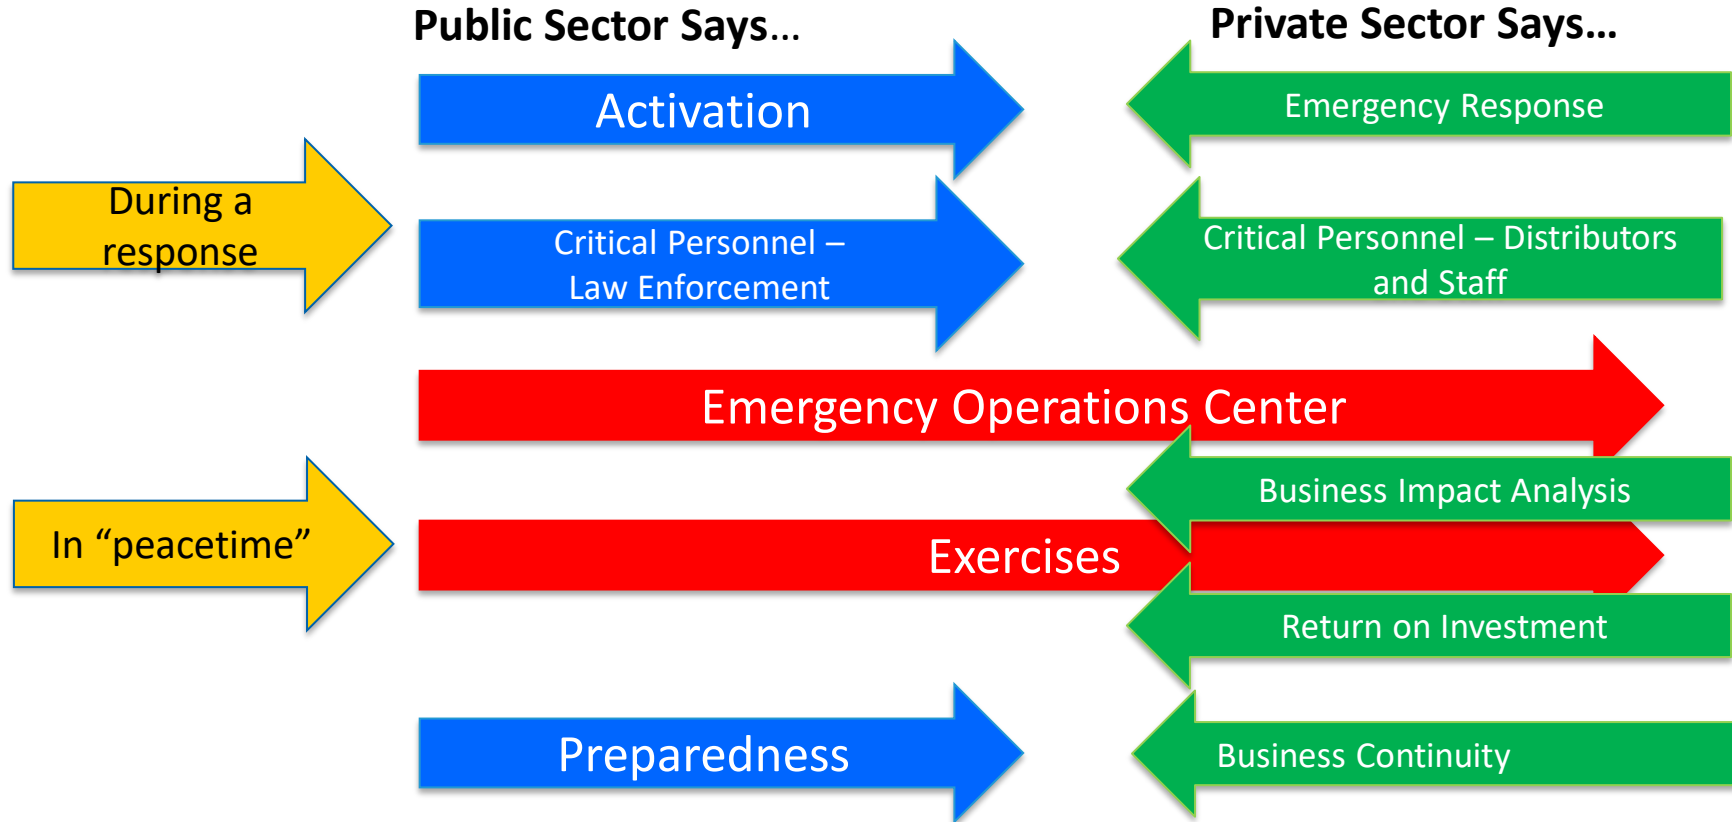 Public Sector Says...
Private Sector Says...
Activation
Emergency Response
During a
response
Critical Personnel –
Law Enforcement
Critical Personnel – Distributors
and Staff
Emergency Operations Center
Business Impact Analysis
In “peacetime”
Exercises
Return on Investment
Preparedness
Business Continuity